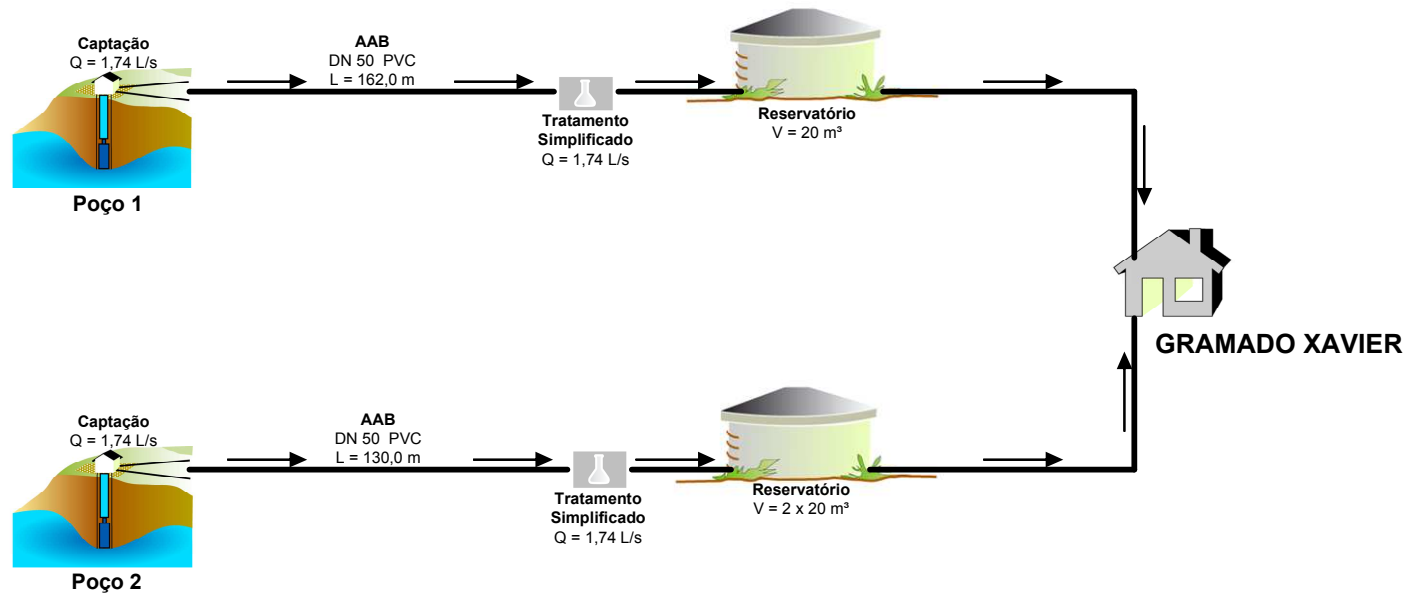 Captação
Q = 1,74 L/s
Poço 1
AAB
DN 50 PVC
L = 162,0 m
Tratamento
Simplificado
Q = 1,74 L/s
Reservatório
V = 20 m³
GRAMADO XAVIER
Captação
Q = 1,74 L/s
Poço 2
AAB
DN 50 PVC
L = 130,0 m
Tratamento
Simplificado
Q = 1,74 L/s
Reservatório
V = 2 x 20 m³